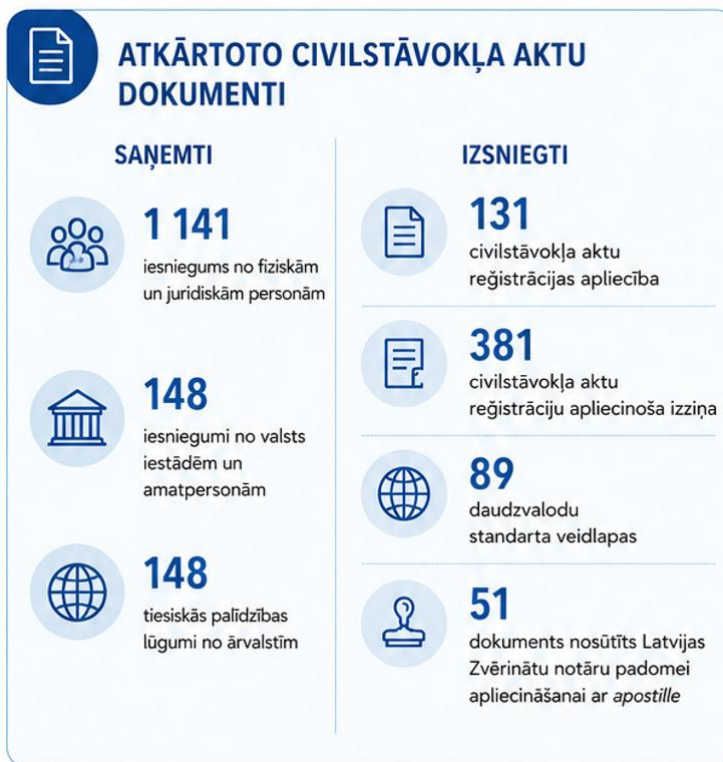 ATKĀRTOTO CIVILSTĀVOKĻA AKTU
DOKUMENTI
SAŅEMTI
1 141
iesniegums no fiziskām
un juridiskām personām
148
iesniegumi no valsts
iestādēm un
amatpersonām
148
tiesiskās palīdzības
lūgumi no ārvalstīm
IZSNIEGTI
131
civilstāvokļa aktu
reģistrācijas apliecība
381
civilstāvokļa aktu
reģistrāciju apliecinoša izziņa
89
daudzvalodu
standarta veidlapas
51
dokuments nosūtīts Latvijas
Zvērinātu notāru padomei
apliecināšanai ar apostille